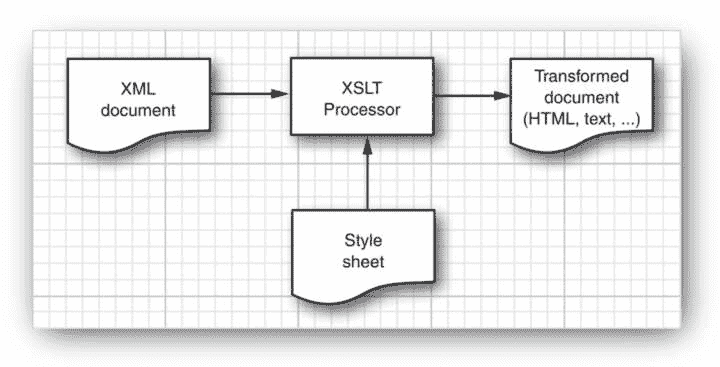 XML
document
XSLT
Processor
Transformed
document
(HTML, text, ...)
Style
sheet